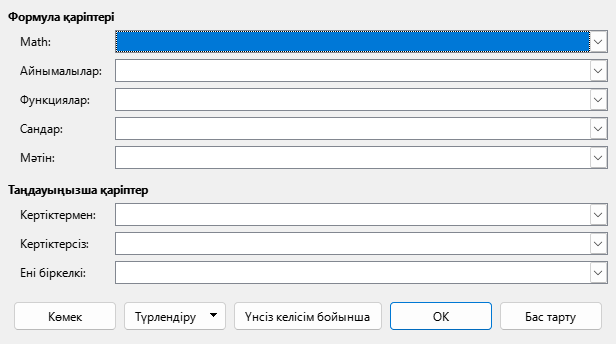 Формула қаріптері
Math:
Айнымалылар:
Функциялар:
Сандар:
Мәтін:
Таңдауыңызша қаріптер
Кертіктермен:
Кертіктерсіз:
Ені біркелкі:
Көмек Түрлендіру Үнсіз келісім бойынша ОК Бас тарту